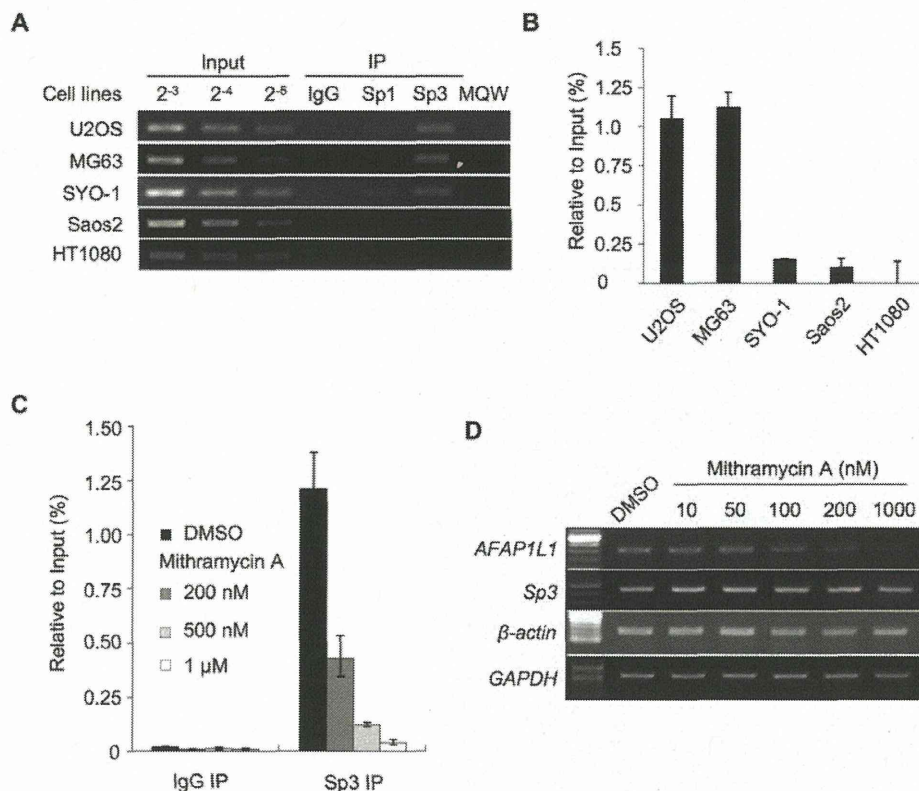 A
Input IP
Cell lines 2⁻³ 2⁻⁴ 2⁻⁵ IgG Sp1 Sp3 MQW
U2OS
MG63
SYO-1
Saos2
HT1080
B
Relative to Input (%)
1.5
1.25
1.0
0.75
0.5
0.25
0
U2OS MG63 SYO-1 Saos2 HT1080
C
Relative to Input (%)
1.50
1.25
1.00
0.75
0.50
0.25
0
DMSO
Mithramycin A
200 nM
500 nM
1 µM
IgG IP Sp3 IP
D
Mithramycin A (nM)
DMSO 10 50 100 200 1000
AFAP1L1
Sp3
β-actin
GAPDH